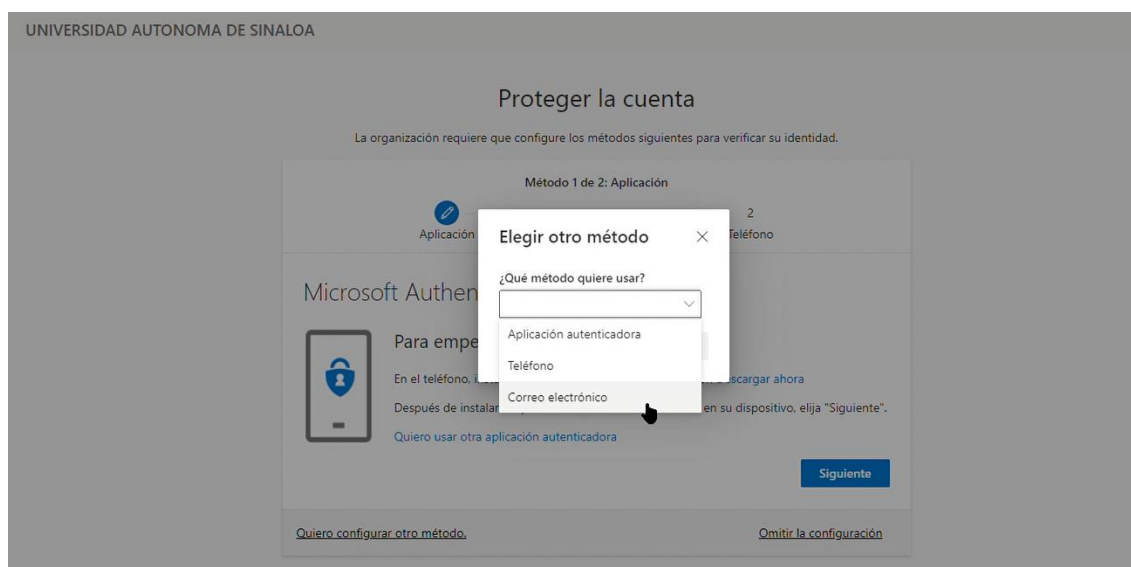 UNIVERSIDAD AUTONOMA DE SINALOA
Proteger la cuenta
La organización requiere que configure los métodos siguientes para verificar su identidad.
Método 1 de 2: Aplicación
2
Aplicación
Teléfono
Elegir otro método
¿Qué método quiere usar?
Aplicación autenticadora
Teléfono
Correo electrónico
Microsoft Authen
Para empe
En el teléfono,
scargar ahora
Después de instalar
en su dispositivo, elija "Siguiente".
Quiero usar otra aplicación autenticadora
Siguiente
Quiero configurar otro método.
Omitir la configuración